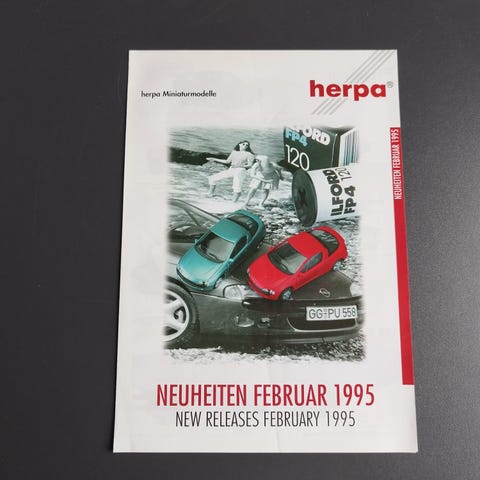 herpa Miniaturmodelle
herpa®
NEUHEITEN FEBRUAR 1995
FP4
120
120
ILFORD
FP4
GG PU 558
NEUHEITEN FEBRUAR 1995
NEW RELEASES FEBRUARY 1995